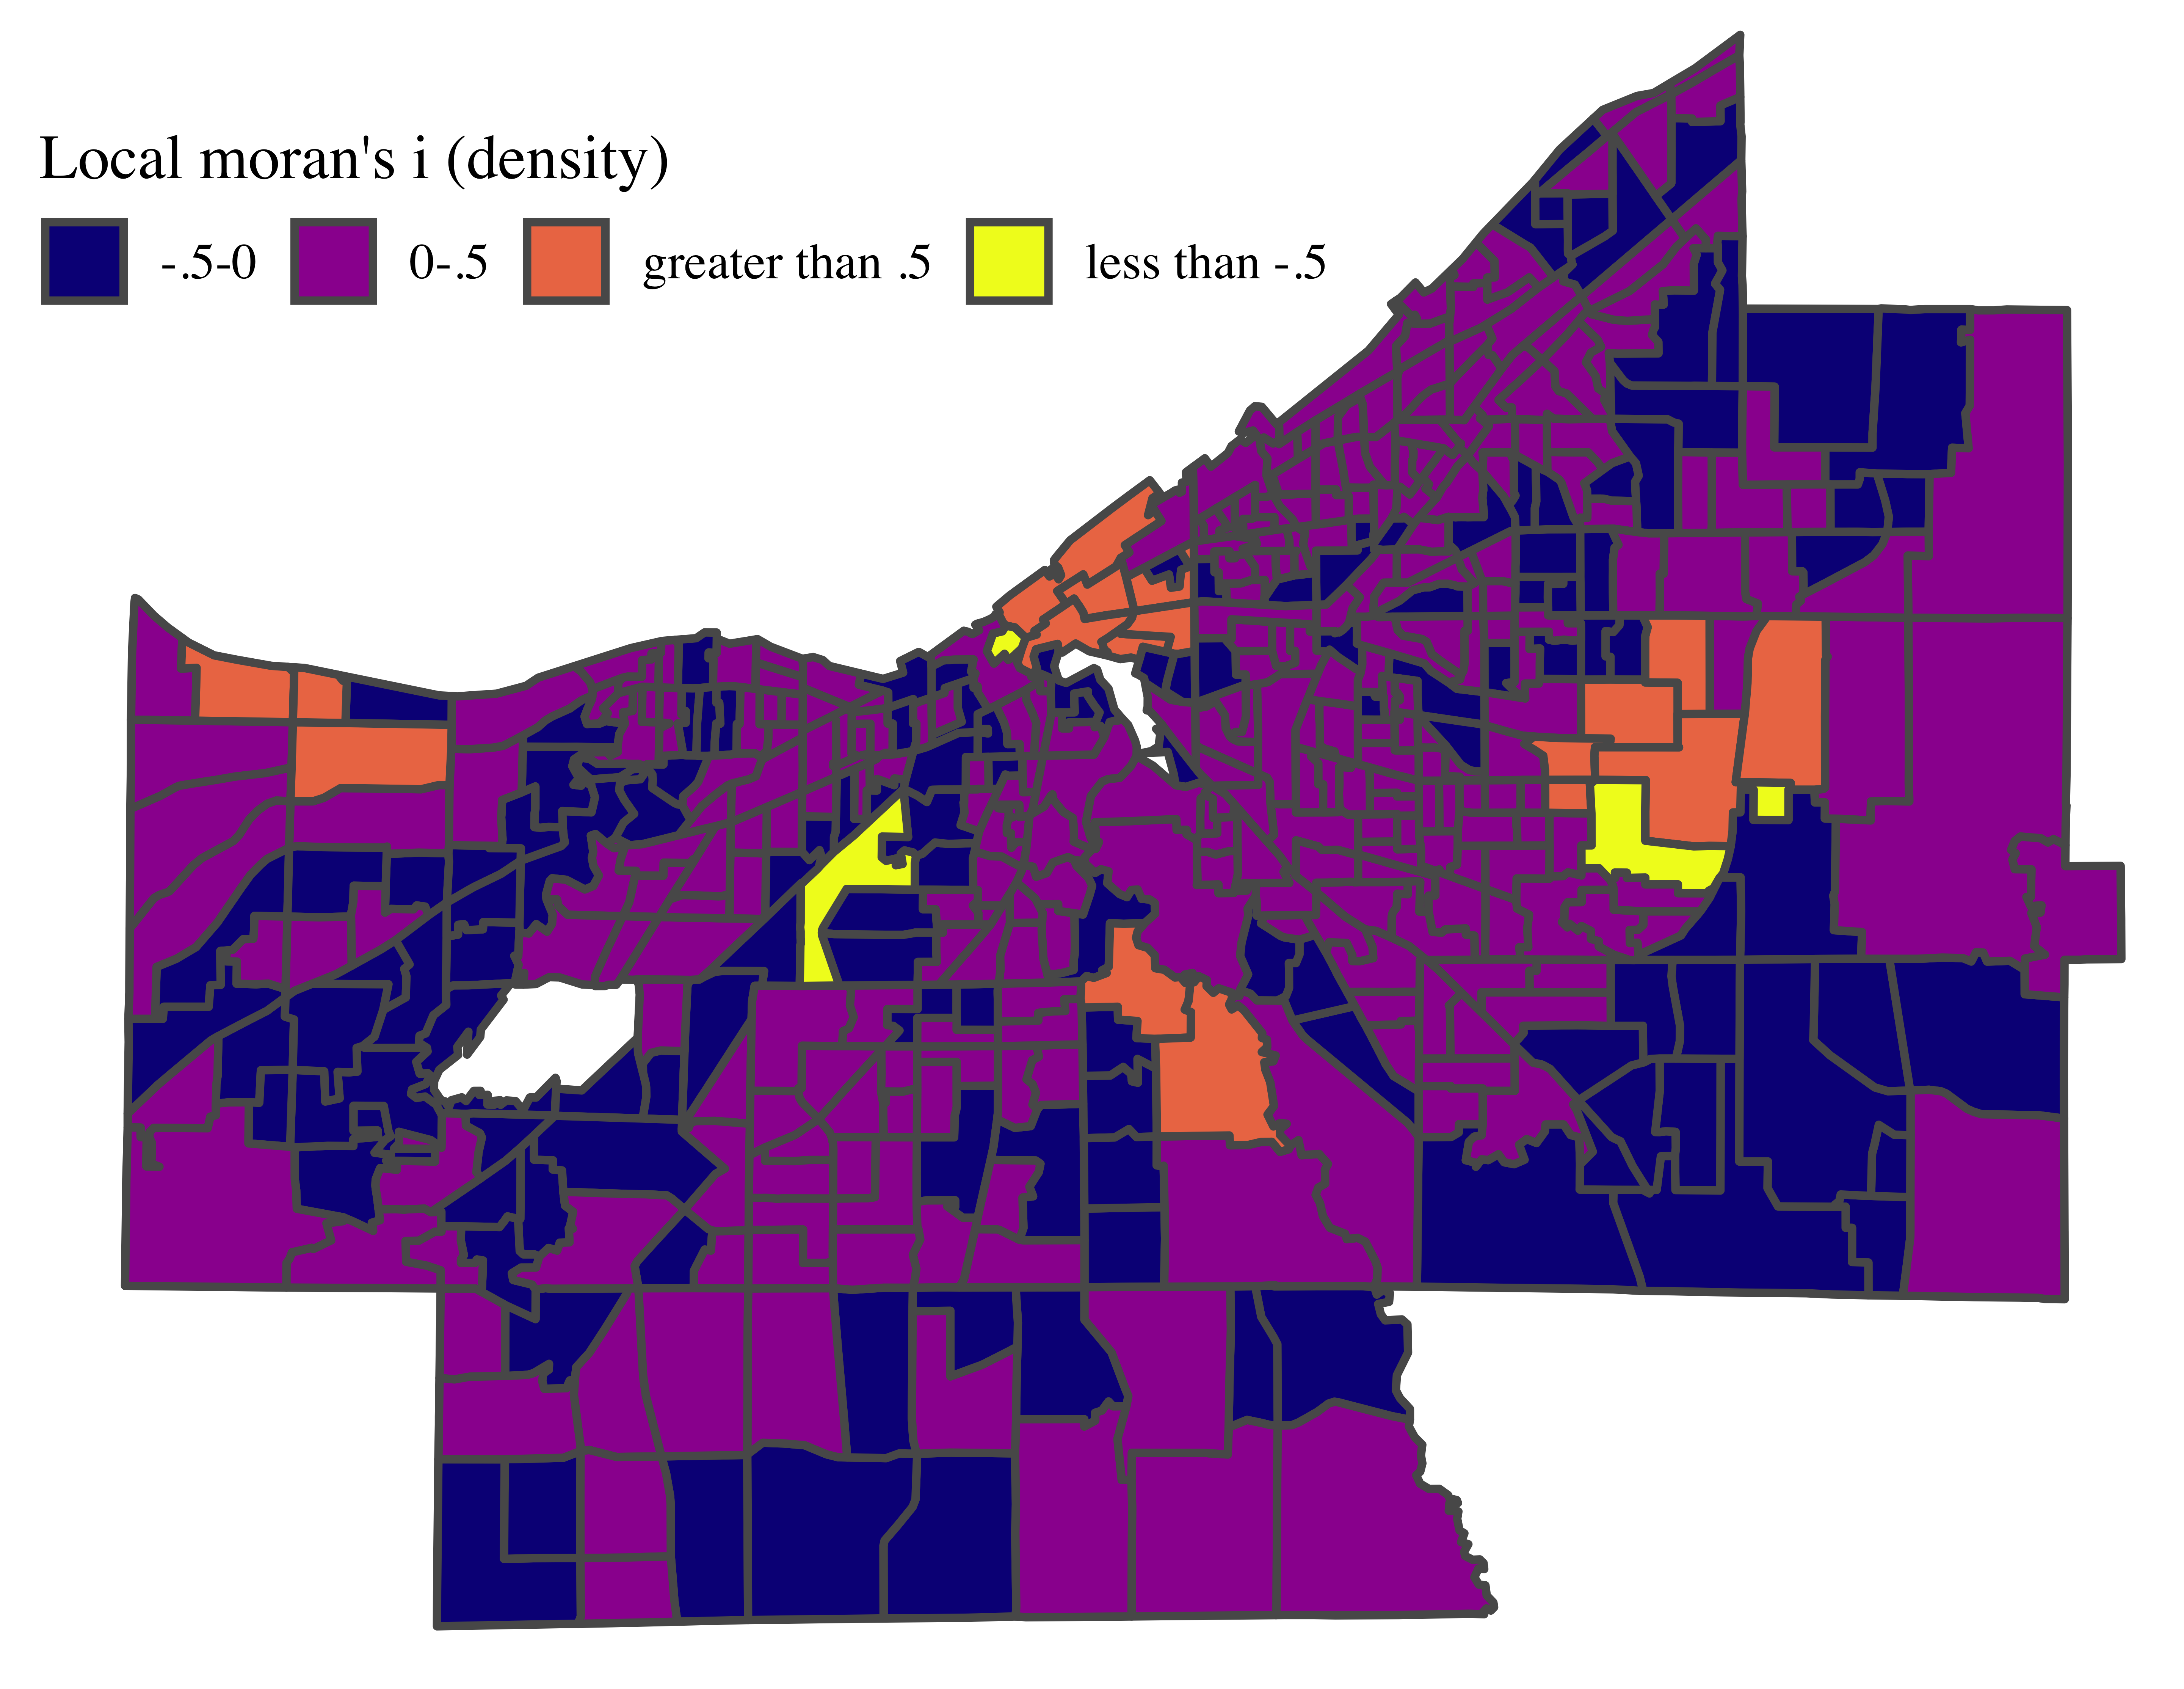 Local moran's i (density)
-.5-0 0-.5 greater than .5 less than -.5